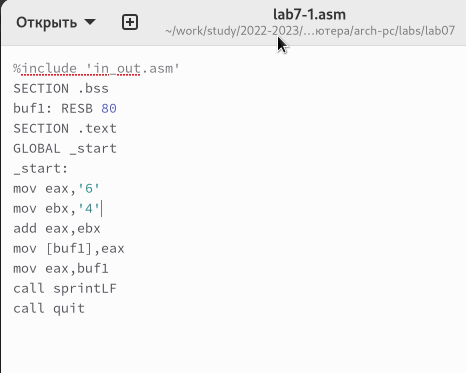 Открыть
lab7-1.asm
~/work/study/2022-2023/...ютера/arch-pc/labs/lab07
%include 'in_out.asm'
SECTION .bss
buf1: RESB 80
SECTION .text
GLOBAL _start
_start:
mov eax,'6'
mov ebx,'4'
add eax,ebx
mov [buf1],eax
mov eax,buf1
call sprintLF
call quit